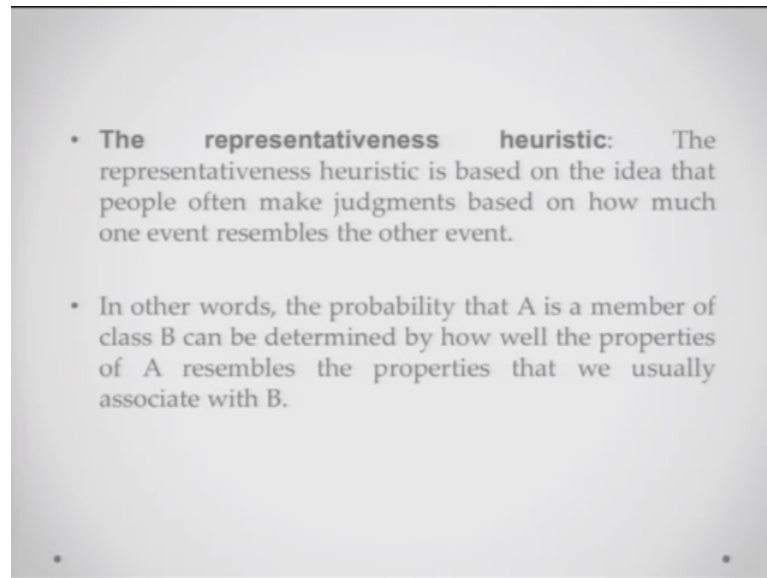 • The representativeness heuristic: The
representativeness heuristic is based on the idea that
people often make judgments based on how much
one event resembles the other event.
• In other words, the probability that A is a member of
class B can be determined by how well the properties
of A resembles the properties that we usually
associate with B.